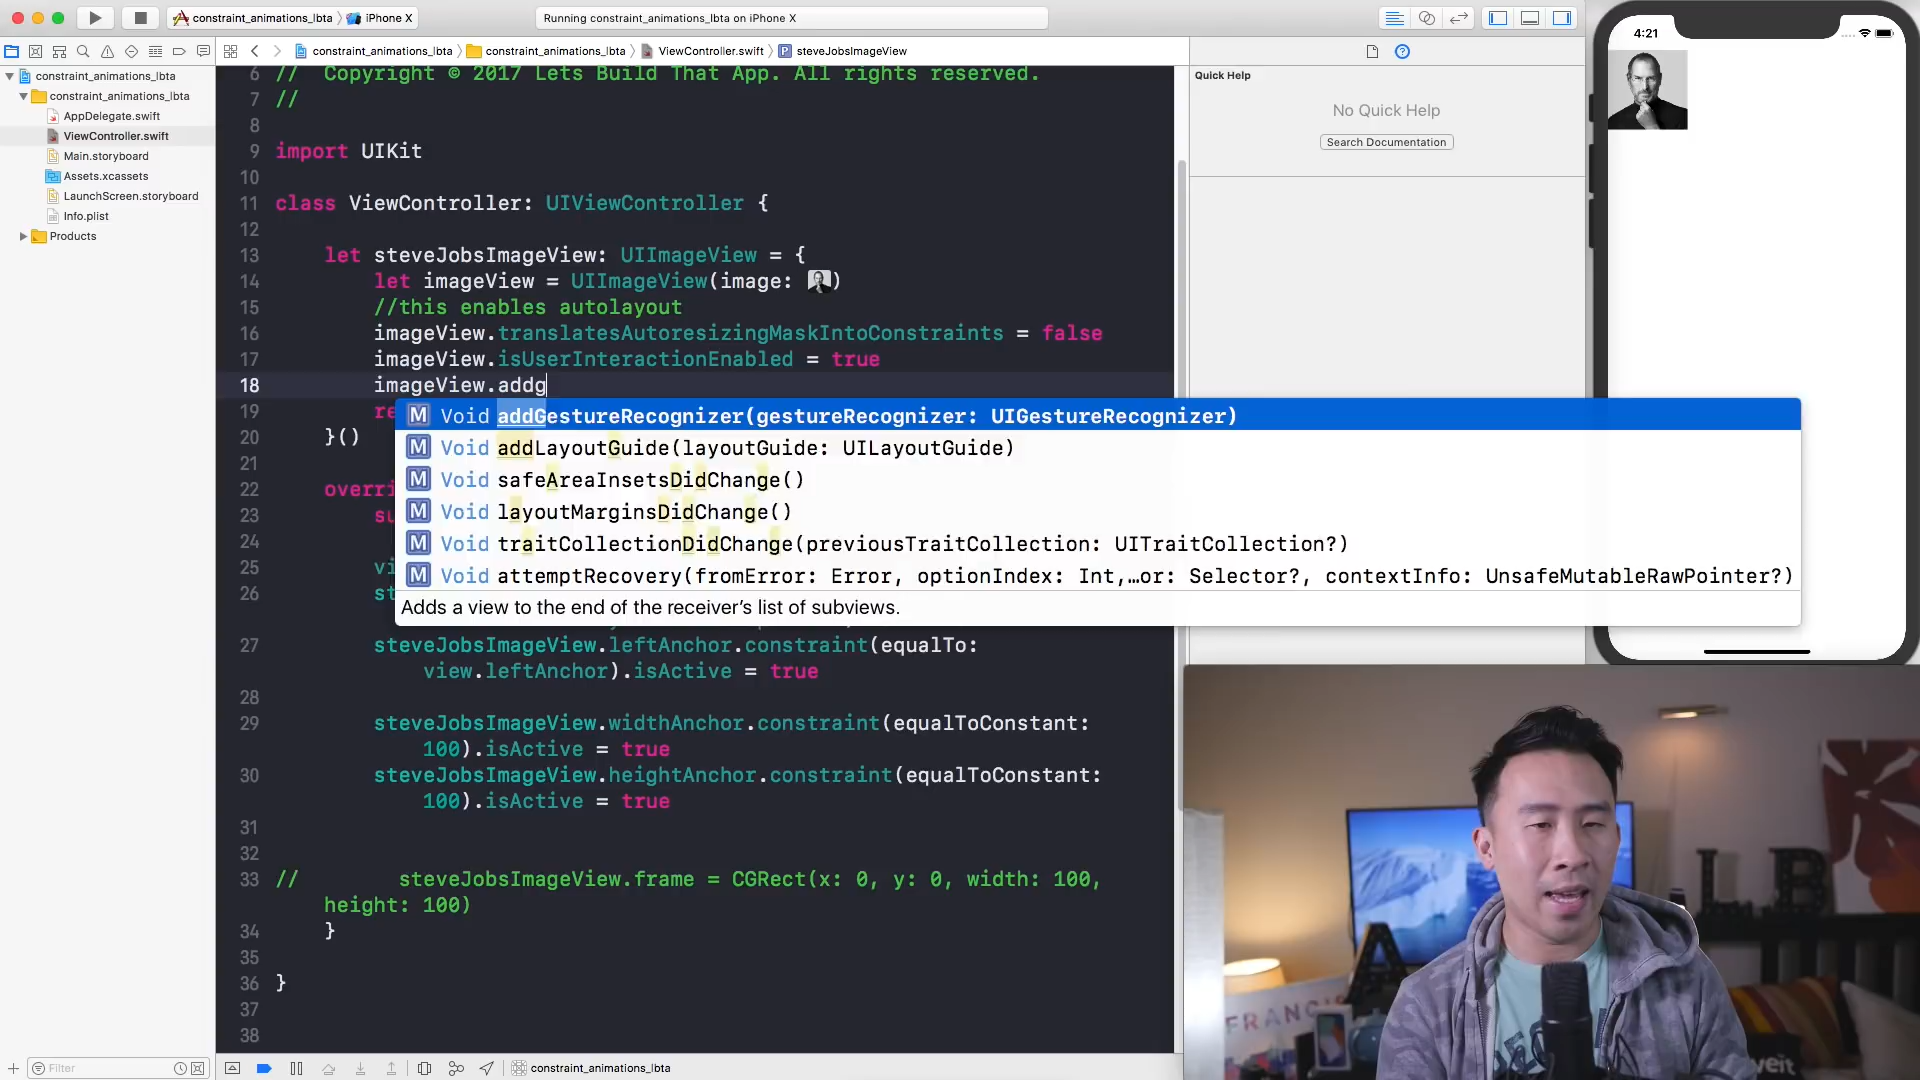 constraint_animations_lbta
iPhone X
Running constraint_animations_lbta on iPhone X
constraint_animations_lbta
constraint_animations_lbta
ViewController.swift
steveJobsImageView
constraint_animations_lbta
constraint_animations_lbta
AppDelegate.swift
ViewController.swift
Main.storyboard
Assets.xcassets
LaunchScreen.storyboard
Info.plist
Products
6 // Copyright © 2017 Lets Build That App. All rights reserved.
7 //
8
9 import UIKit
10
11 class ViewController: UIViewController {
12
13 let steveJobsImageView: UIImageView = {
14 let imageView = UIImageView(image: )
15 //this enables autolayout
16 imageView.translatesAutoresizingMaskIntoConstraints = false
17 imageView.isUserInteractionEnabled = true
18 imageView.addg
19 re
M Void addGestureRecognizer(gestureRecognizer: UIGestureRecognizer)
20 }()
M Void addLayoutGuide(layoutGuide: UILayoutGuide)
21
M Void safeAreaInsetsDidChange()
22 overri
23 su
M Void layoutMarginsDidChange()
24
M Void traitCollectionDidChange(previousTraitCollection: UITraitCollection?)
25 vi
M Void attemptRecovery(fromError: Error, optionIndex: Int,…or: Selector?, contextInfo: UnsafeMutableRawPointer?)
26 st
Adds a view to the end of the receiver's list of subviews.
27 steveJobsImageView.leftAnchor.constraint(equalTo:
view.leftAnchor).isActive = true
28
29 steveJobsImageView.widthAnchor.constraint(equalToConstant:
100).isActive = true
30 steveJobsImageView.heightAnchor.constraint(equalToConstant:
100).isActive = true
31
32
33 // steveJobsImageView.frame = CGRect(x: 0, y: 0, width: 100,
height: 100)
34 }
35
36 }
37
38
Filter
constraint_animations_lbta
Quick Help
No Quick Help
Search Documentation
4:21
LB
A
FRANCIS